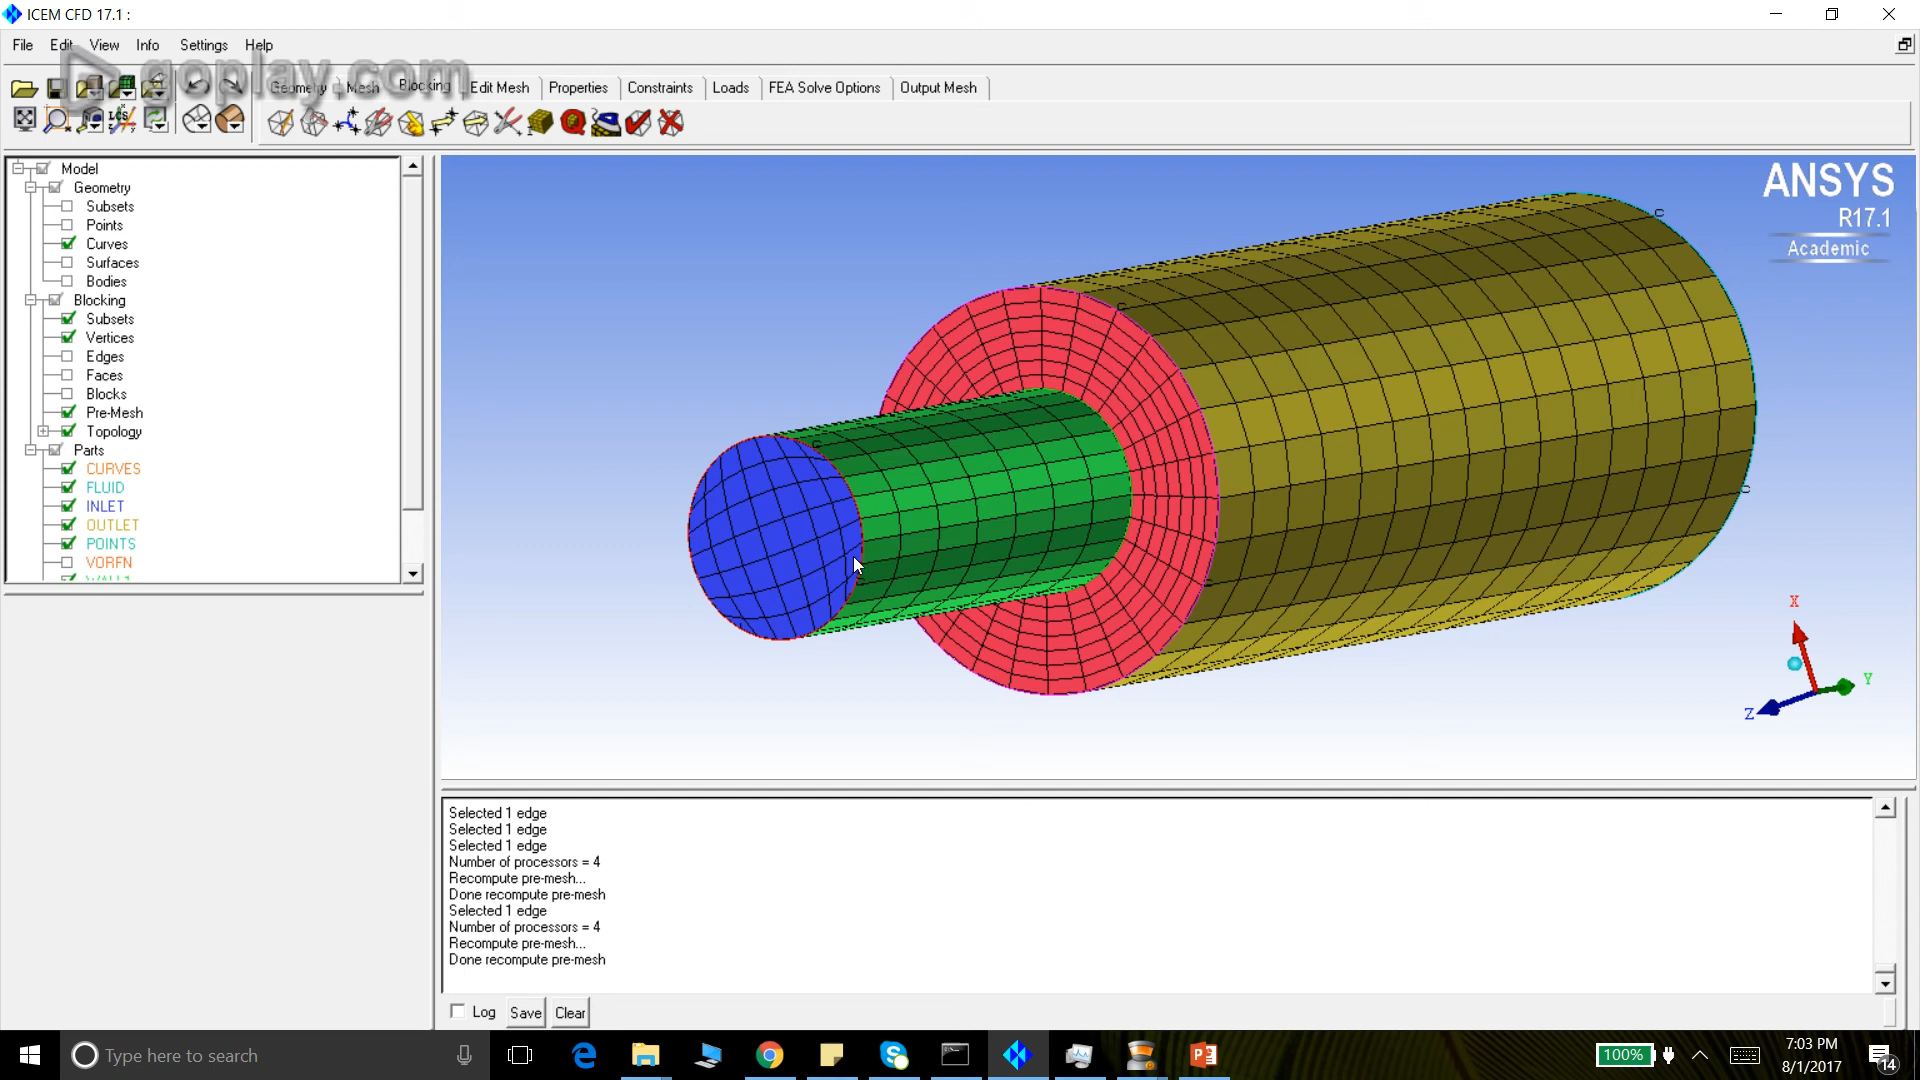 ICEM CFD 17.1 :
File Edit View Info Settings Help
goplay.com
Geometry Mesh Blocking Edit Mesh Properties Constraints Loads FEA Solve Options Output Mesh
Model
Geometry
Subsets
Points
Curves
Surfaces
Bodies
Blocking
Subsets
Vertices
Edges
Faces
Blocks
Pre-Mesh
Topology
Parts
CURVES
FLUID
INLET
OUTLET
POINTS
VORFN
ANSYS
R17.1
Academic
C
C
C
C
X
Y
Z
Selected 1 edge
Selected 1 edge
Selected 1 edge
Number of processors = 4
Recompute pre-mesh...
Done recompute pre-mesh
Selected 1 edge
Number of processors = 4
Recompute pre-mesh...
Done recompute pre-mesh
Log Save Clear
Type here to search
100%
7:03 PM
8/1/2017
14